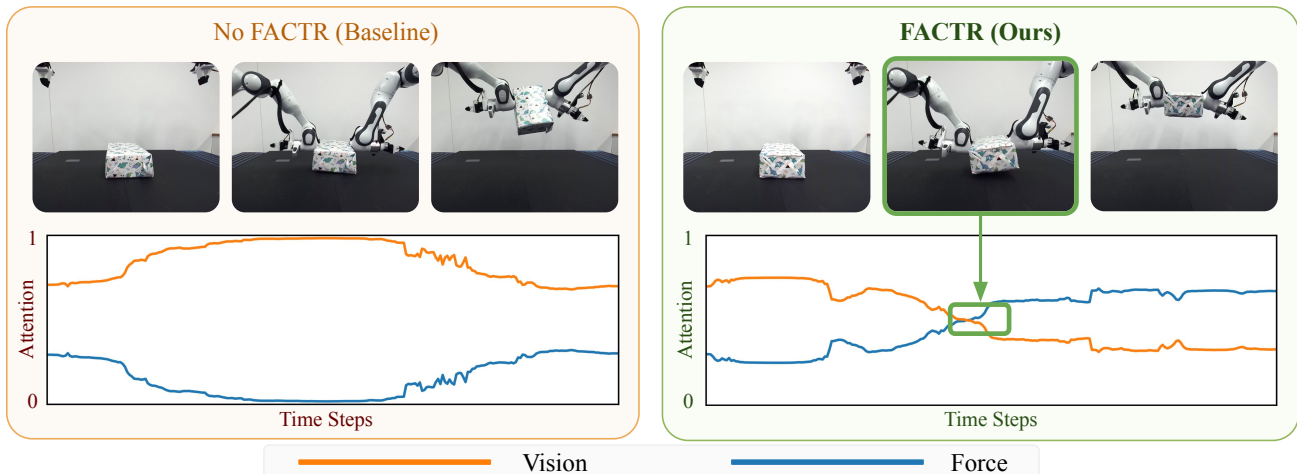 No FACTR (Baseline)
1
Attention
0
Time Steps
FACTR (Ours)
1
Attention
0
Time Steps
Vision
Force